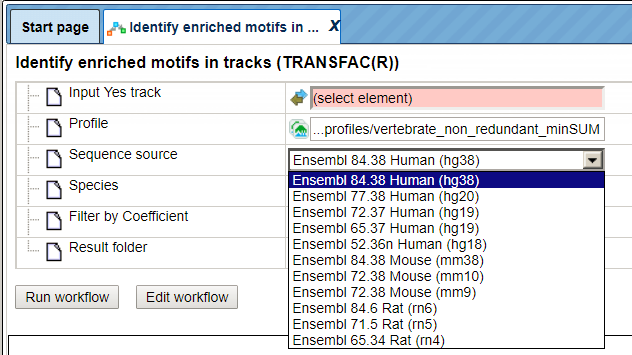 Start page
Identify enriched motifs in ... X
Identify enriched motifs in tracks (TRANSFAC(R))
Input Yes track
(select element)
Profile
...profiles/vertebrate_non_redundant_minSUM
Sequence source
Ensembl 84.38 Human (hg38)
Species
Filter by Coefficient
Result folder
Ensembl 84.38 Human (hg38)
Ensembl 77.38 Human (hg20)
Ensembl 72.37 Human (hg19)
Ensembl 65.37 Human (hg19)
Ensembl 52.36n Human (hg18)
Ensembl 84.38 Mouse (mm38)
Ensembl 72.38 Mouse (mm10)
Ensembl 72.38 Mouse (mm9)
Ensembl 84.6 Rat (rn6)
Ensembl 71.5 Rat (rn5)
Ensembl 65.34 Rat (rn4)
Run workflow
Edit workflow